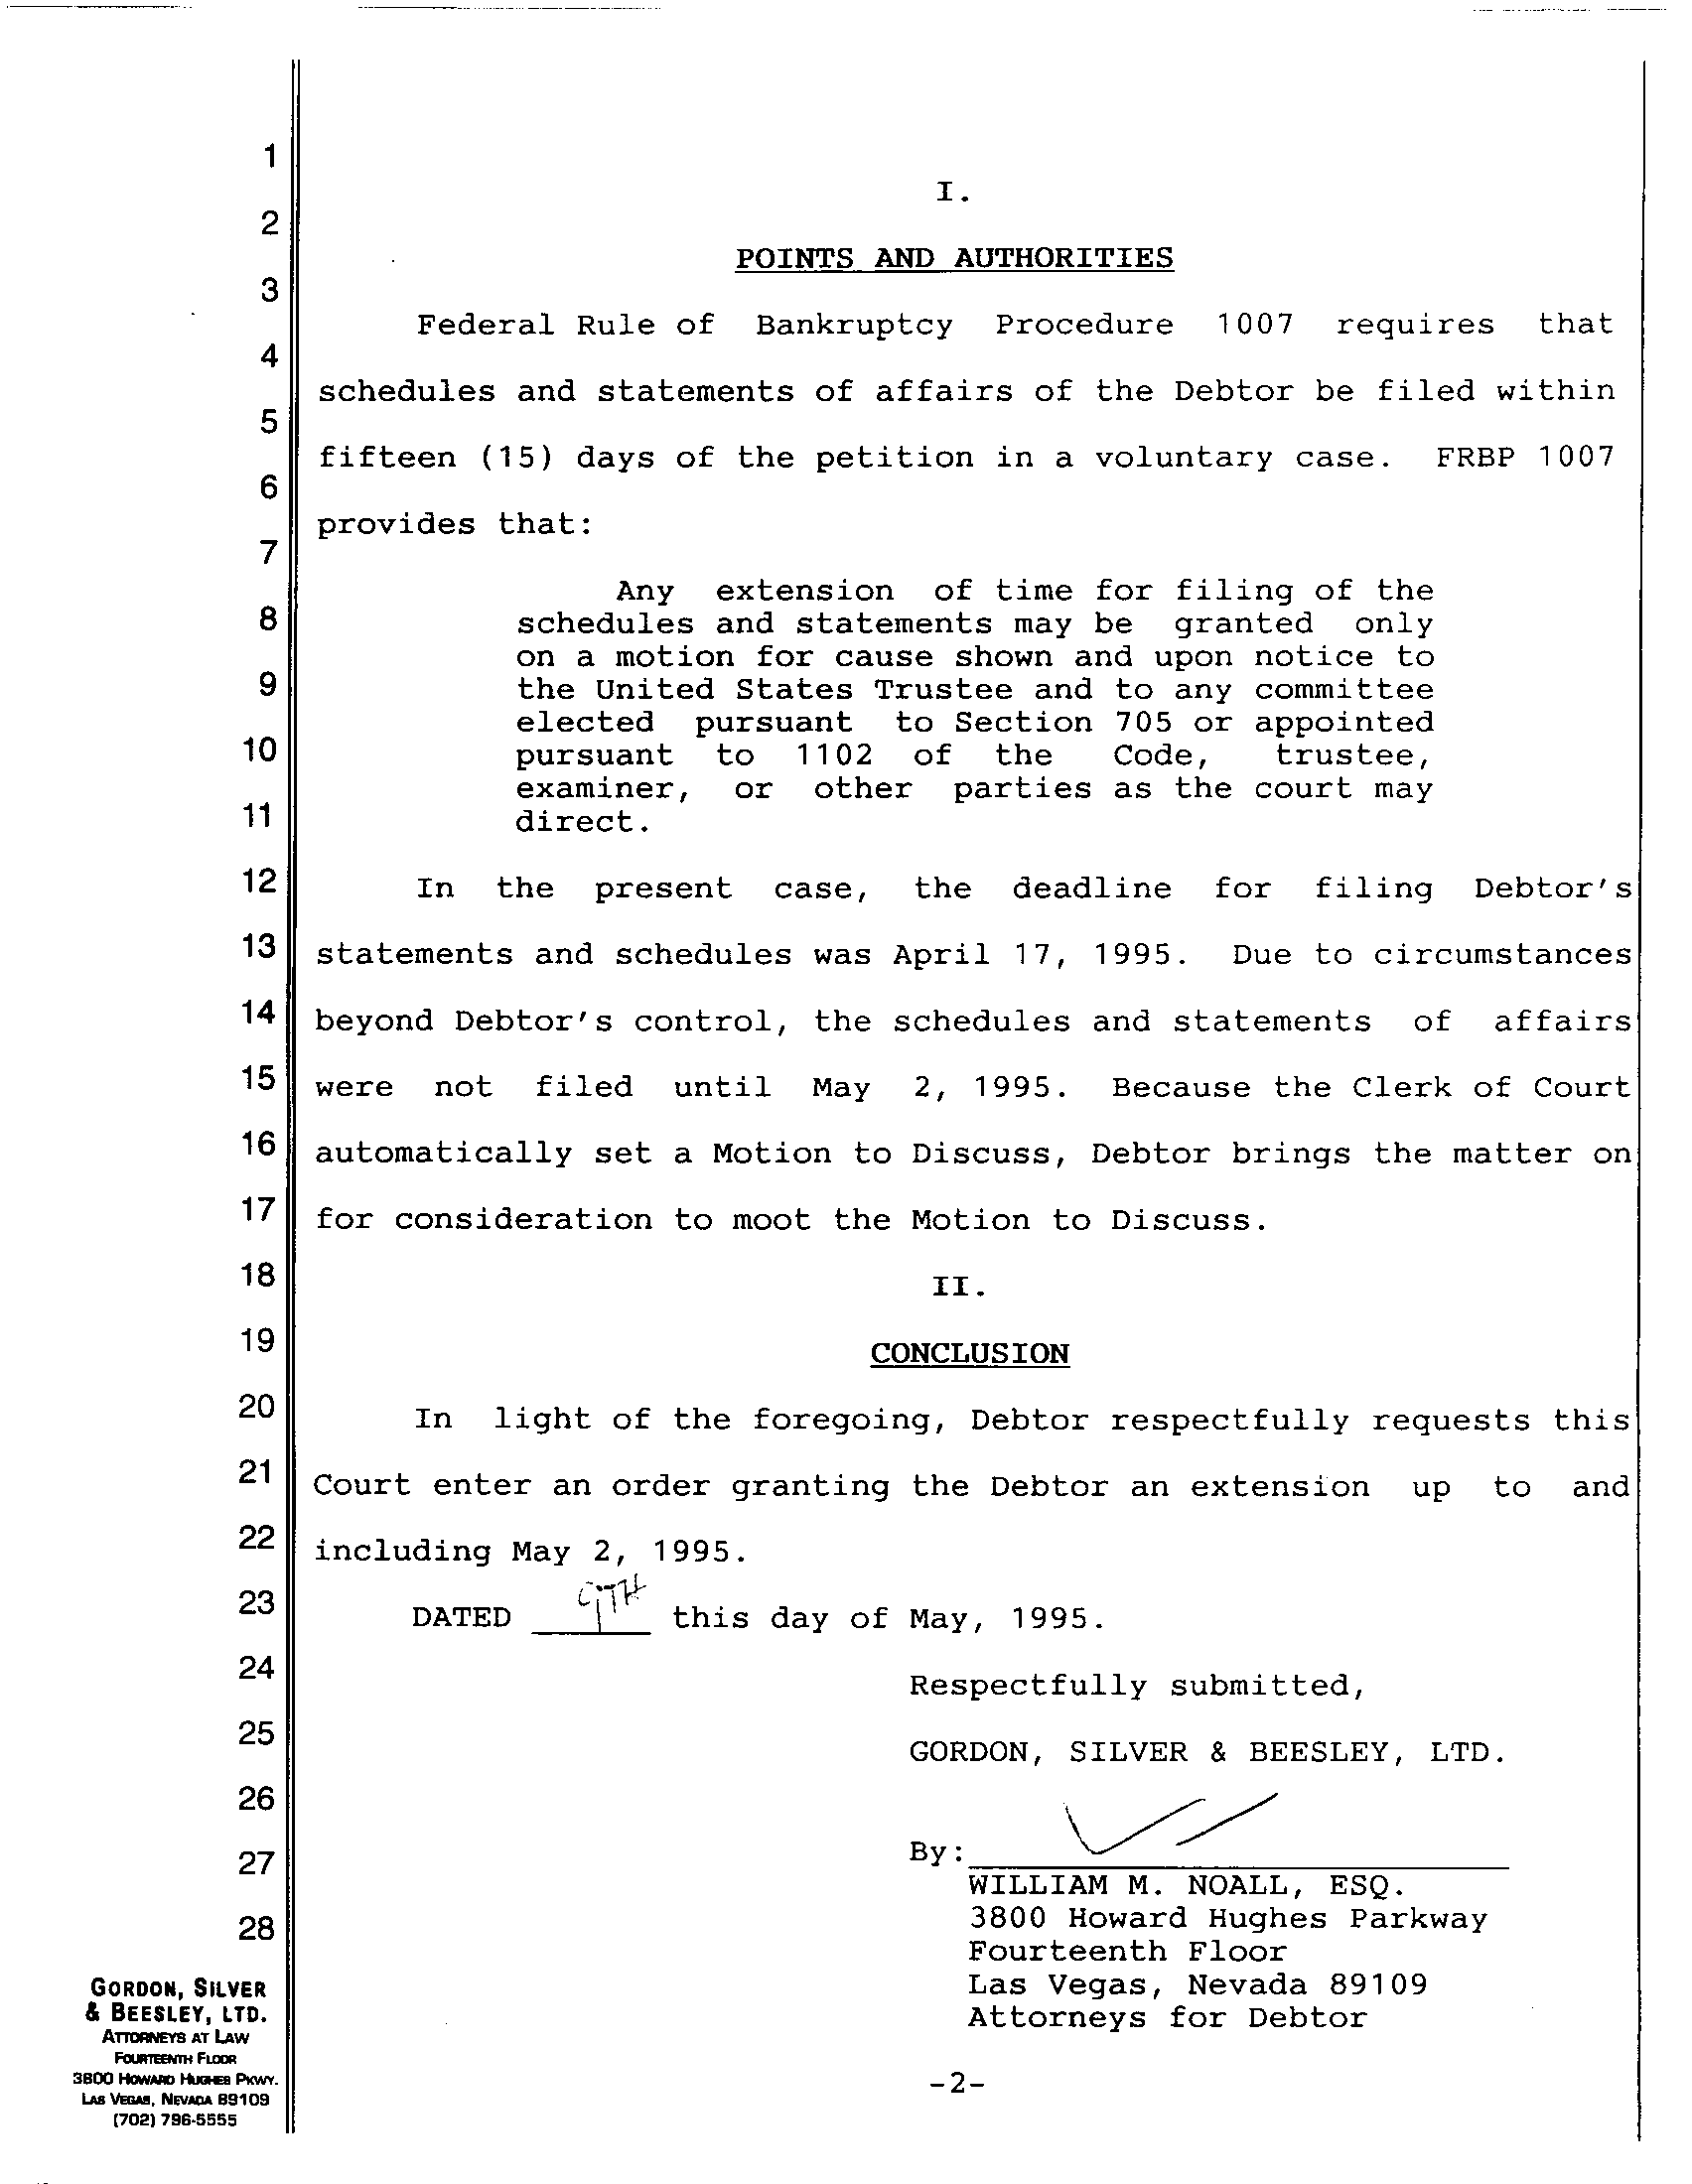 1
I.
2
POINTS AND AUTHORITIES
3
Federal Rule of Bankruptcy Procedure 1007 requires that
4
schedules and statements of affairs of the Debtor be filed within
5
fifteen (15) days of the petition in a voluntary case. FRBP 1007
6
provides that:
7
Any extension of time for filing of the
8
schedules and statements may be granted only
on a motion for cause shown and upon notice to
9
the United States Trustee and to any committee
elected pursuant to Section 705 or appointed
10
pursuant to 1102 of the Code, trustee,
examiner, or other parties as the court may
11
direct.
12
In the present case, the deadline for filing Debtor's
13
statements and schedules was April 17, 1995. Due to circumstances
14
beyond Debtor's control, the schedules and statements of affairs
15
were not filed until May 2, 1995. Because the Clerk of Court
16
automatically set a Motion to Discuss, Debtor brings the matter on
17
for consideration to moot the Motion to Discuss.
18
II.
19
CONCLUSION
20
In light of the foregoing, Debtor respectfully requests this
21
Court enter an order granting the Debtor an extension up to and
22
including May 2, 1995.
23
DATED 9TH this day of May, 1995.
24
Respectfully submitted,
25
GORDON, SILVER & BEESLEY, LTD.
26
27
By:
WILLIAM M. NOALL, ESQ.
28
3800 Howard Hughes Parkway
Fourteenth Floor
Las Vegas, Nevada 89109
Attorneys for Debtor
GORDON, SILVER
& BEESLEY, LTD.
ATTORNEYS AT LAW
FOURTEENTH FLOOR
3800 HOWARD HUGHES PKWY.
LAS VEGAS, NEVADA 89109
(702) 796-5555
-2-